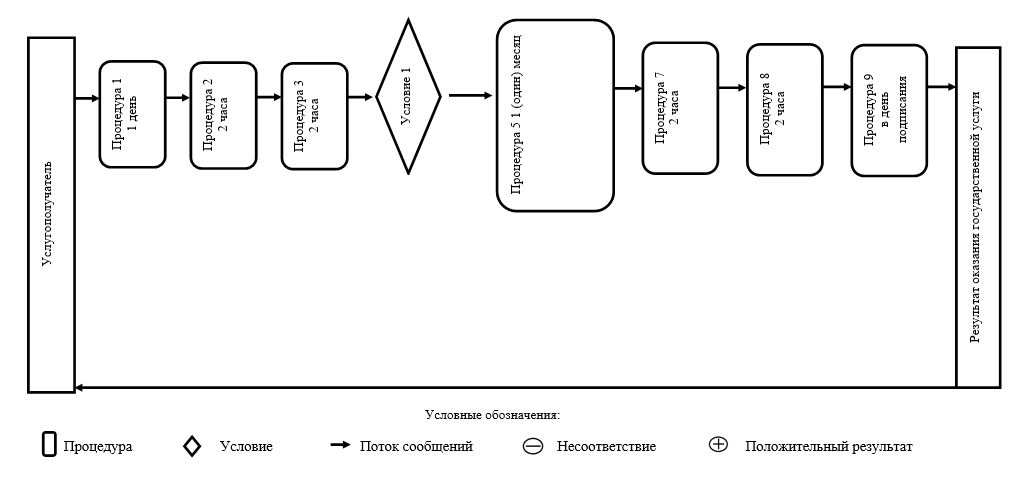 Услугополучатель
Процедура 1
1 день
Процедура 2
2 часа
Процедура 3
2 часа
Условие 1
Процедура 5 1 (один) месяц
Процедура 7
2 часа
Процедура 8
2 часа
Процедура 9
в день
подписания
Результат оказания государственной услуги
Условные обозначения:
Процедура
Условие
Поток сообщений
Несоответствие
Положительный результат